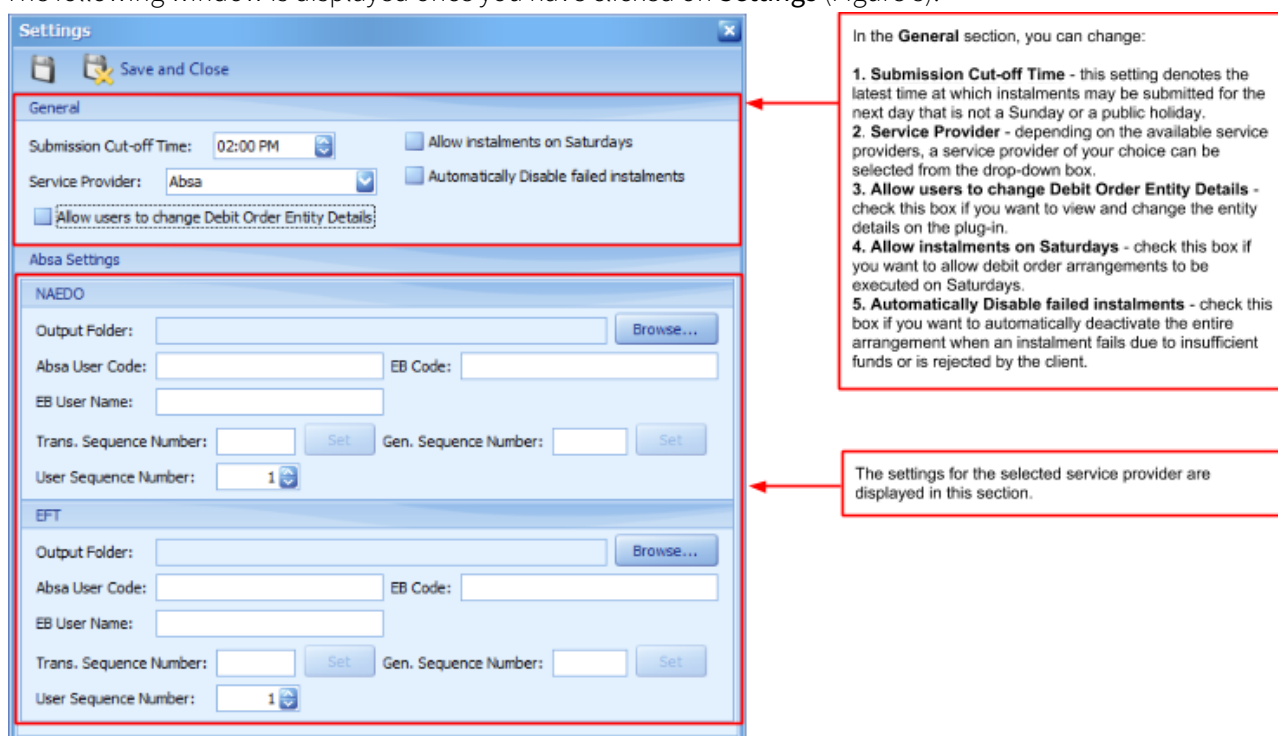 The following window is displayed once you have clicked on Settings (Figure 3):
Settings
Save and Close
General
Submission Cut-off Time: 02:00 PM
Allow instalments on Saturdays
Service Provider: Absa
Automatically Disable failed instalments
Allow users to change Debit Order Entity Details
Absa Settings
NAEDO
Output Folder: Browse...
Absa User Code: EB Code:
EB User Name:
Trans. Sequence Number: Set Gen. Sequence Number: Set
User Sequence Number: 1
EFT
Output Folder: Browse...
Absa User Code: EB Code:
EB User Name:
Trans. Sequence Number: Set Gen. Sequence Number: Set
User Sequence Number: 1
In the General section, you can change:
1. Submission Cut-off Time - this setting denotes the
latest time at which instalments may be submitted for the
next day that is not a Sunday or a public holiday.
2. Service Provider - depending on the available service
providers, a service provider of your choice can be
selected from the drop-down box.
3. Allow users to change Debit Order Entity Details -
check this box if you want to view and change the entity
details on the plug-in.
4. Allow instalments on Saturdays - check this box if
you want to allow debit order arrangements to be
executed on Saturdays.
5. Automatically Disable failed instalments - check this
box if you want to automatically deactivate the entire
arrangement when an instalment fails due to insufficient
funds or is rejected by the client.
The settings for the selected service provider are
displayed in this section.